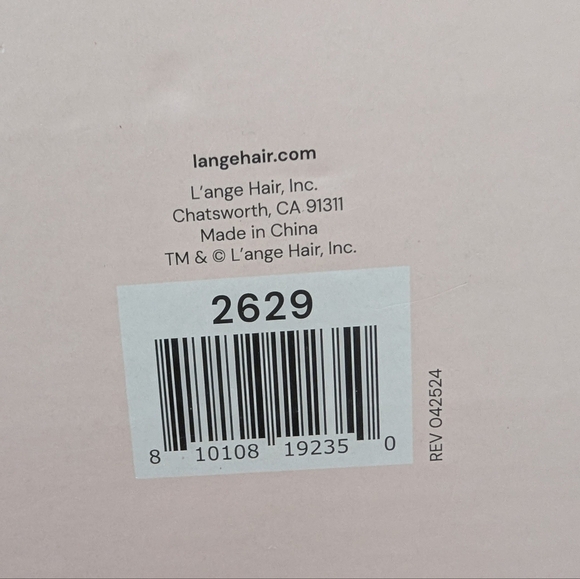 langehair.com
L'ange Hair, Inc.
Chatsworth, CA 91311
Made in China
TM & © L'ange Hair, Inc.
2629
8 10108 19235 0
REV 042524